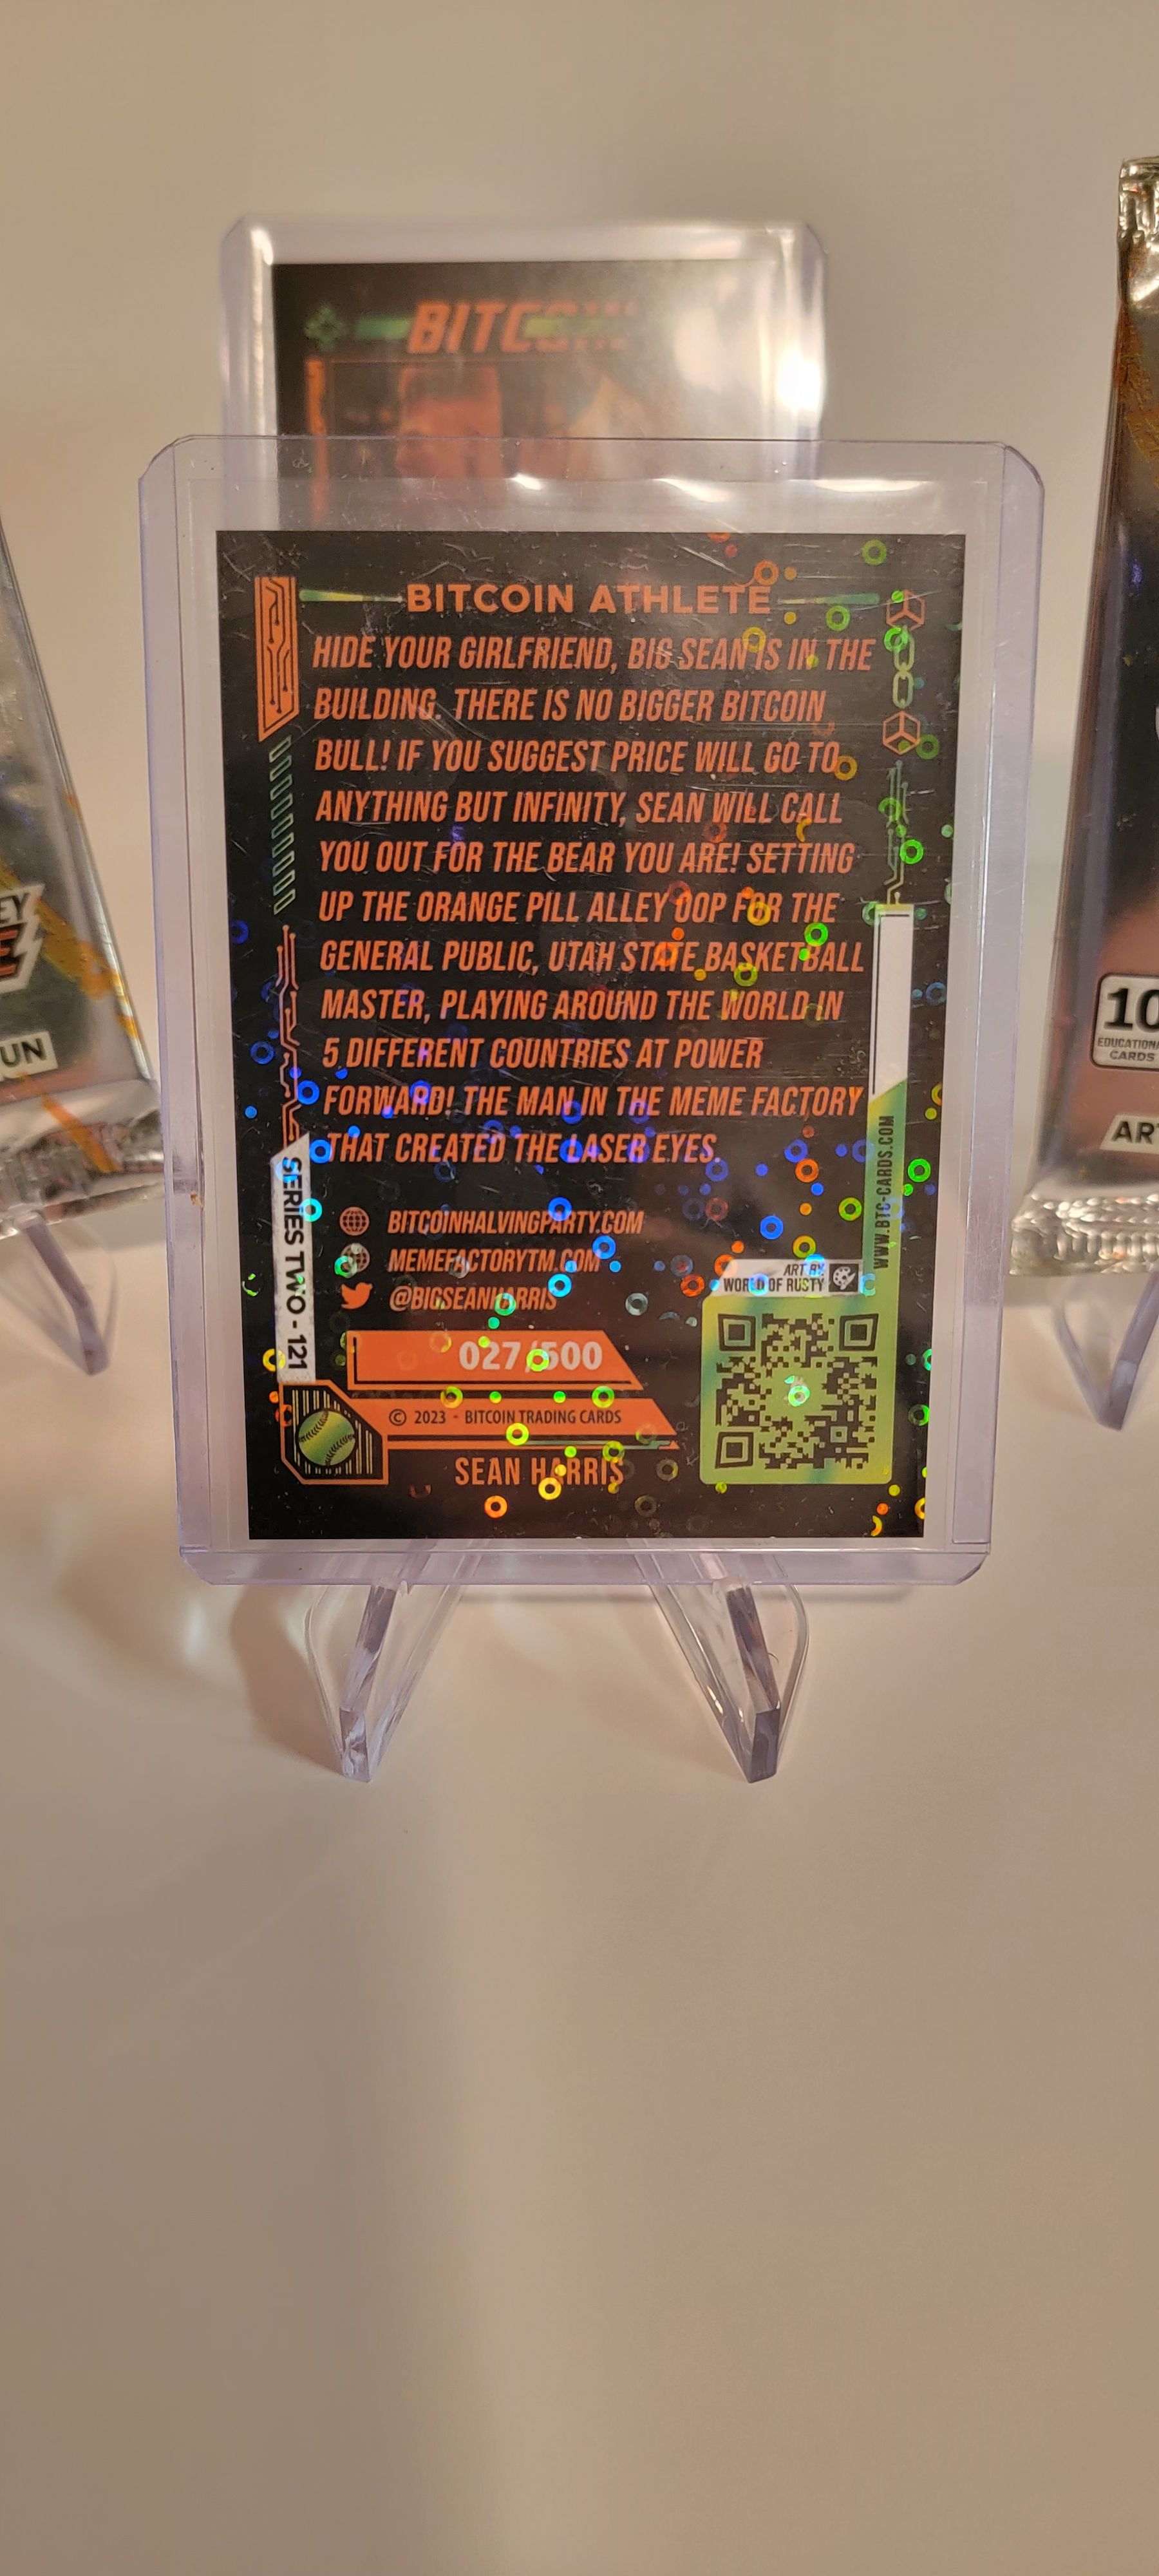 BITCOIN ATHLETE
HIDE YOUR GIRLFRIEND, BIG SEAN IS IN THE
BUILDING. THERE IS NO BIGGER BITCOIN
BULL! IF YOU SUGGEST PRICE WILL GO TO
ANYTHING BUT INFINITY, SEAN WILL CALL
YOU OUT FOR THE BEAR YOU ARE! SETTING
UP THE ORANGE PILL ALLEY OOP FOR THE
GENERAL PUBLIC, UTAH STATE BASKETBALL
MASTER, PLAYING AROUND THE WORLD IN
5 DIFFERENT COUNTRIES AT POWER
FORWARD! THE MAN IN THE MEME FACTORY
THAT CREATED THE LASER EYES.
BITCOINHALVINGPARTY.COM
MEMEFACTORYTM.COM
@BIGSEANHARRIS
027/500
© 2023 - BITCOIN TRADING CARDS
SEAN HARRIS
SERIES TWO - 121
WWW.BTC-CARDS.COM
ART BY
WORLD OF RUSTY
EY
UN
10
EDUCATIONA
CARDS
AR